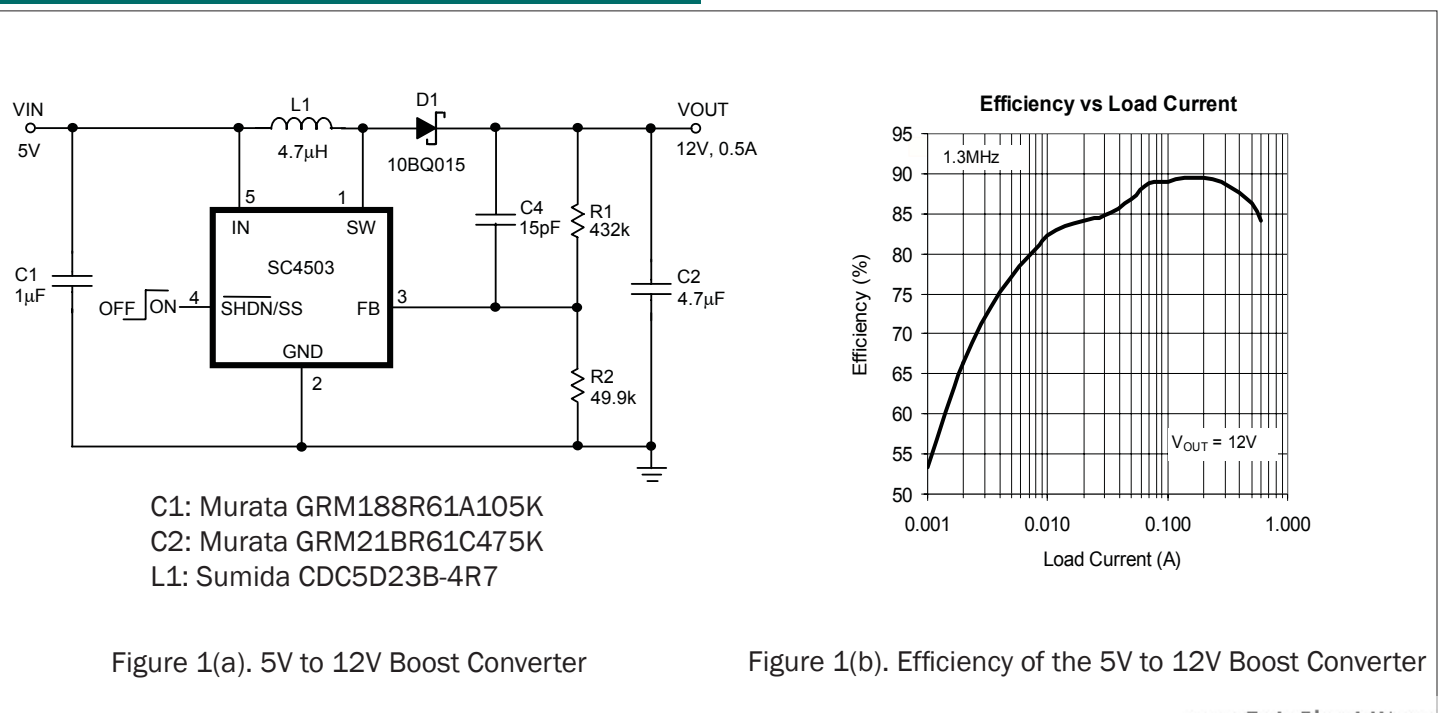 VIN
5V
L1
4.7µH
D1
10BQ015
VOUT
12V, 0.5A
5
1
IN
SW
SC4503
C4
15pF
R1
432k
C1
1µF
C2
4.7µF
OFF
ON
4
SHDN/SS
FB
3
GND
2
R2
49.9k
C1: Murata GRM188R61A105K
C2: Murata GRM21BR61C475K
L1: Sumida CDC5D23B-4R7
Figure 1(a). 5V to 12V Boost Converter
Efficiency vs Load Current
1.3MHz
95
90
85
80
75
70
65
60
55
50
Efficiency (%)
VOUT = 12V
0.001
0.010
0.100
1.000
Load Current (A)
Figure 1(b). Efficiency of the 5V to 12V Boost Converter